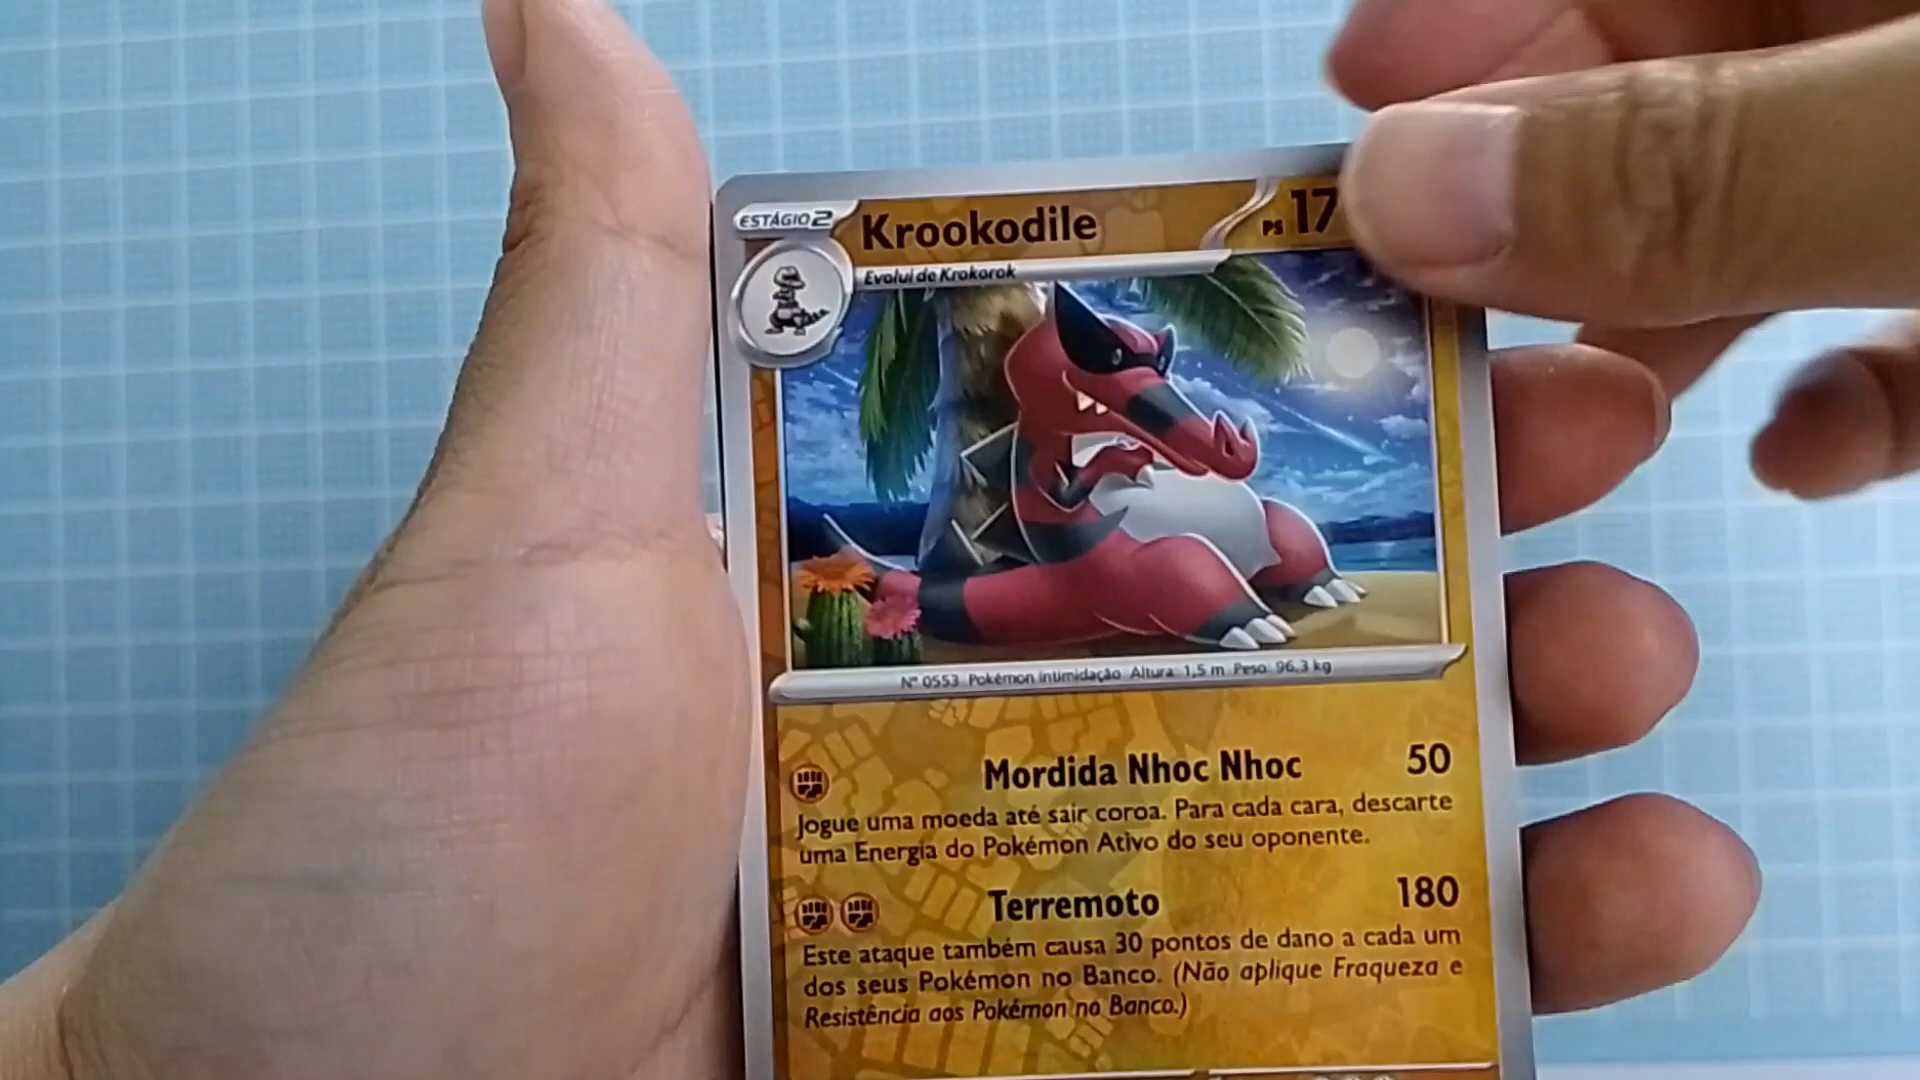 ESTÁGIO 2 Krookodile PS 17
Evolui de Krokorok
Nº 0553 Pokémon Intimidação Altura: 1,5 m Peso: 96,3 kg
Mordida Nhoc Nhoc 50
Jogue uma moeda até sair coroa. Para cada cara, descarte
uma Energia do Pokémon Ativo do seu oponente.
Terremoto 180
Este ataque também causa 30 pontos de dano a cada um
dos seus Pokémon no Banco. (Não aplique Fraqueza e
Resistência aos Pokémon no Banco.)